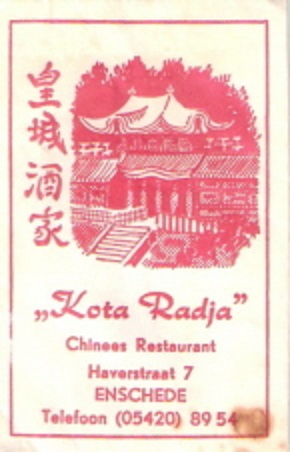 皇城酒家
„Kota Radja”
Chinees Restaurant
Haverstraat 7
ENSCHEDE
Telefoon (05420) 89 54